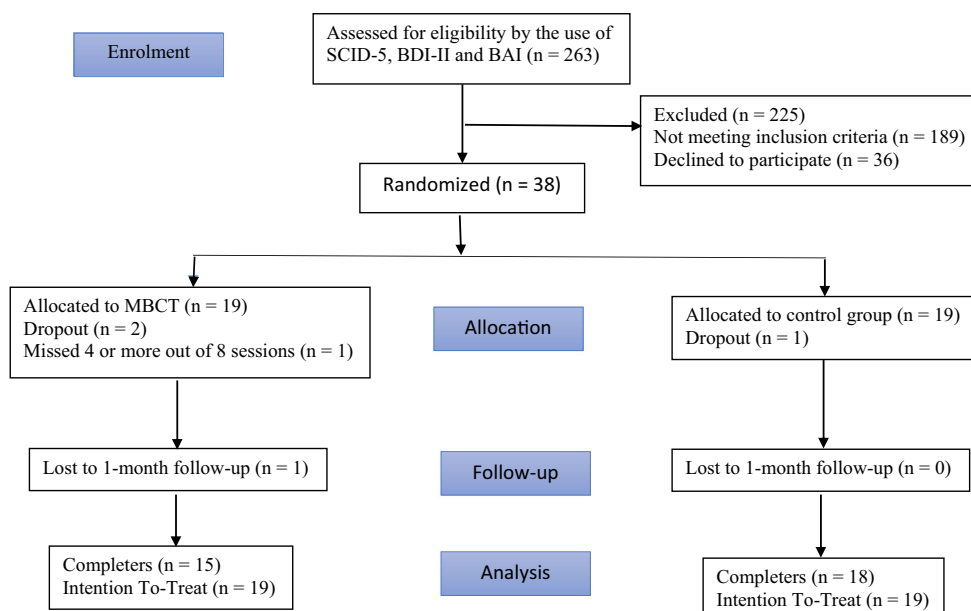 Enrolment
Assessed for eligibility by the use of
SCID-5, BDI-II and BAI (n = 263)
Excluded (n = 225)
Not meeting inclusion criteria (n = 189)
Declined to participate (n = 36)
Randomized (n = 38)
Allocated to MBCT (n = 19)
Dropout (n = 2)
Missed 4 or more out of 8 sessions (n = 1)
Allocation
Allocated to control group (n = 19)
Dropout (n = 1)
Lost to 1-month follow-up (n = 1)
Follow-up
Lost to 1-month follow-up (n = 0)
Completers (n = 15)
Intention To-Treat (n = 19)
Analysis
Completers (n = 18)
Intention To-Treat (n = 19)